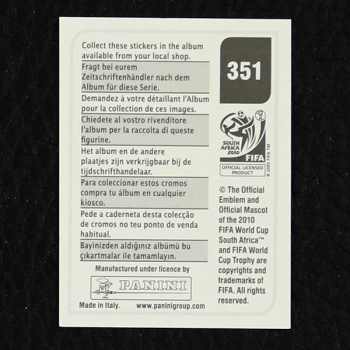 Collect these stickers in the album
available from your local shop.
Fragt bei eurem
Zeitschriftenhändler nach dem
Album für diese Serie.
Demandez à votre détaillant l'Album
pour la collection de ces images.
Chiedete al vostro rivenditore
l'album per la raccolta di queste
figurine.
Het album en de andere
plaatjes zijn verkrijgbaar bij de
tijdschrifthandelaar.
Para coleccionar estos cromos
compra tu álbum en cualquier
kiosco.
Pede a caderneta desta colecção
de cromos no teu ponto de venda
habitual.
Bayinizden aldığınız albümü bu
çıkartmalar ile tamamlayın.
Manufactured under licence by
PANINI
Made in Italy. www.paninigroup.com
351
SOUTH AFRICA
2010
FIFA
OFFICIAL LICENSED
PRODUCT
© The Official
Emblem and
Official Mascot
of the 2010
FIFA World Cup
South Africa™
and FIFA World
Cup Trophy are
copyrights and
trademarks of
FIFA. All rights
reserved.